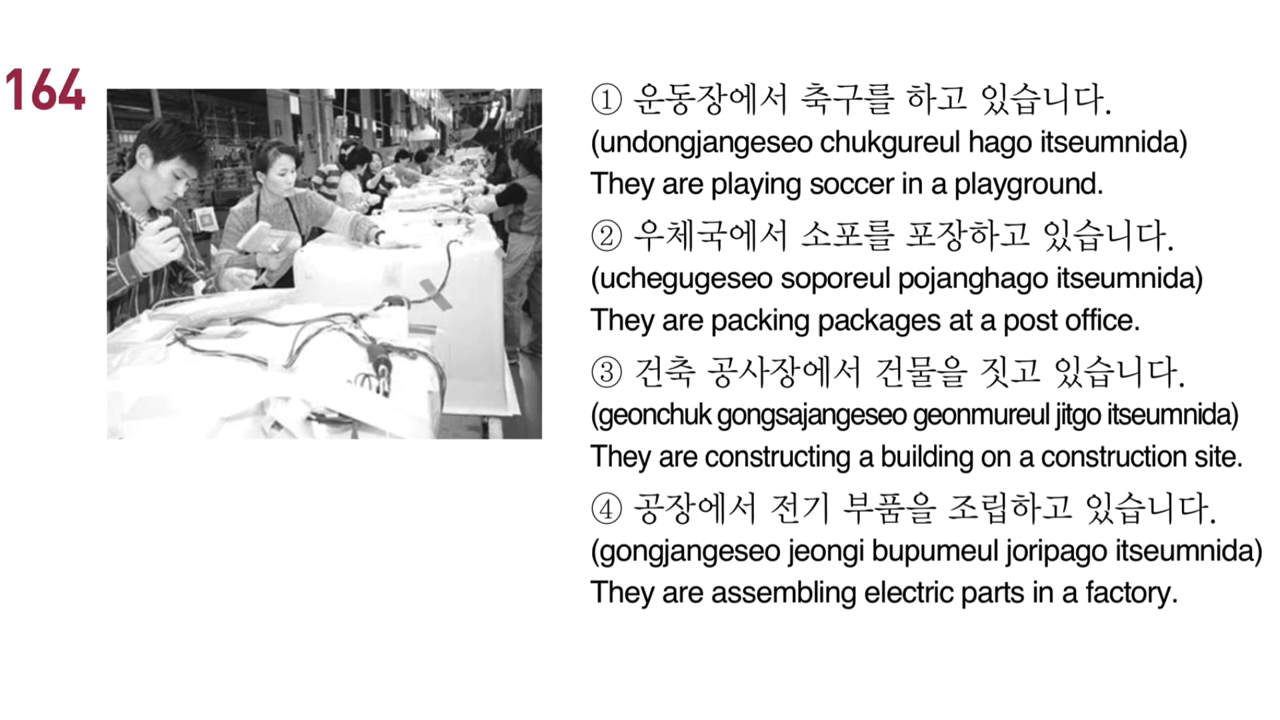 164
① 운동장에서 축구를 하고 있습니다.
(undongjangeseo chukgureul hago itseumnida)
They are playing soccer in a playground.
② 우체국에서 소포를 포장하고 있습니다.
(uchegugeseo soporeul pojanghago itseumnida)
They are packing packages at a post office.
③ 건축 공사장에서 건물을 짓고 있습니다.
(geonchuk gongsajangeseo geonmureul jitgo itseumnida)
They are constructing a building on a construction site.
④ 공장에서 전기 부품을 조립하고 있습니다.
(gongjangeseo jeongi bupumeul joripago itseumnida)
They are assembling electric parts in a factory.